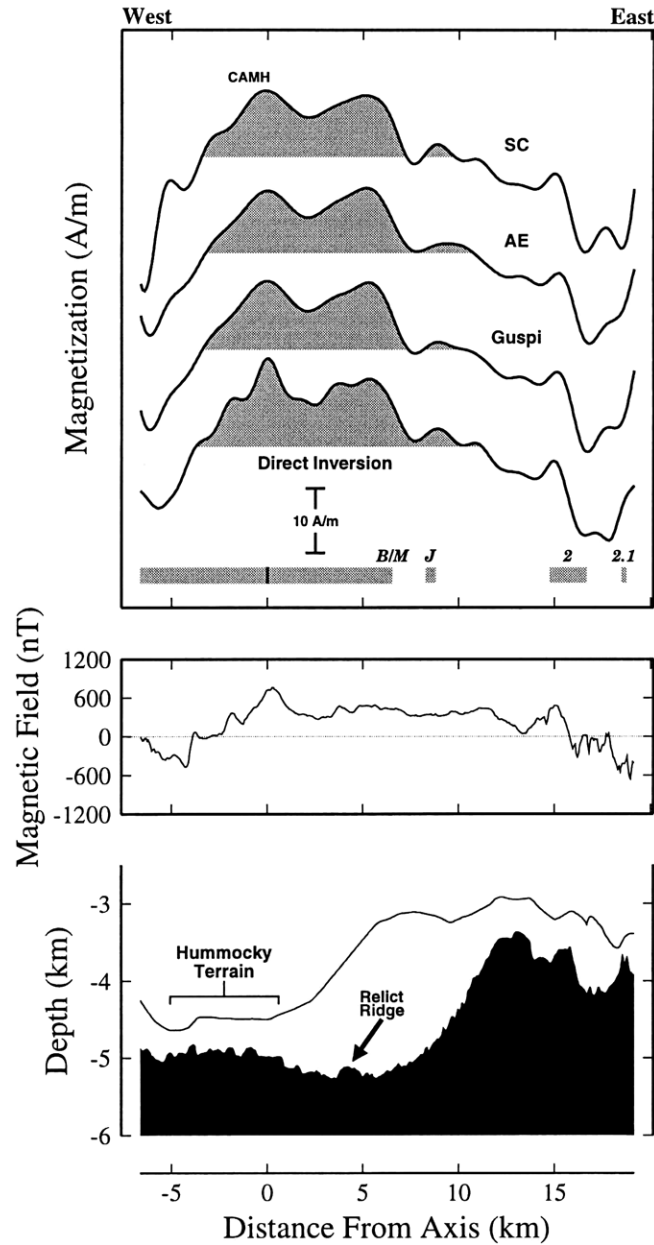 West East
CAMH
SC
AE
Guspi
Direct Inversion
10 A/m
B/M J 2 2.1
Magnetization (A/m)
1200
600
0
-600
-1200
Magnetic Field (nT)
-3
-4
-5
-6
Depth (km)
Hummocky
Terrain
Relict
Ridge
-5 0 5 10 15
Distance From Axis (km)